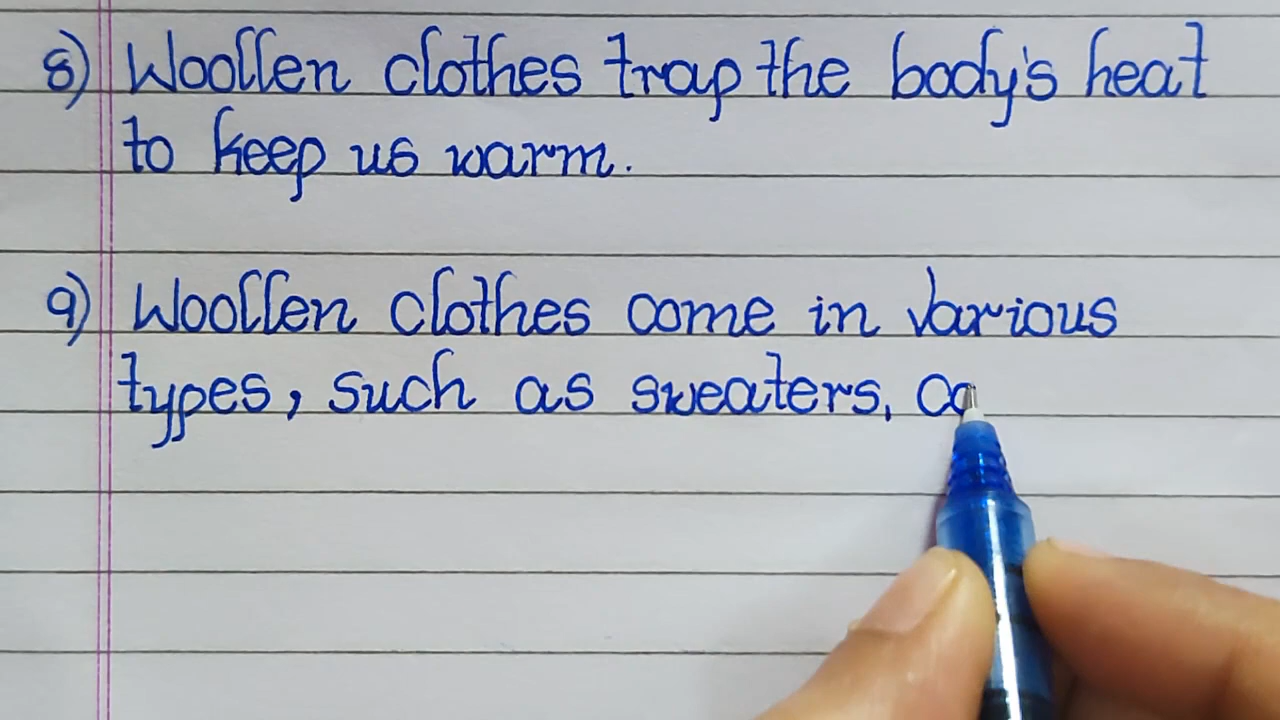 8) Woollen clothes trap the body's heat
to keep us warm.
9) Woollen clothes come in various
types, such as sweaters,